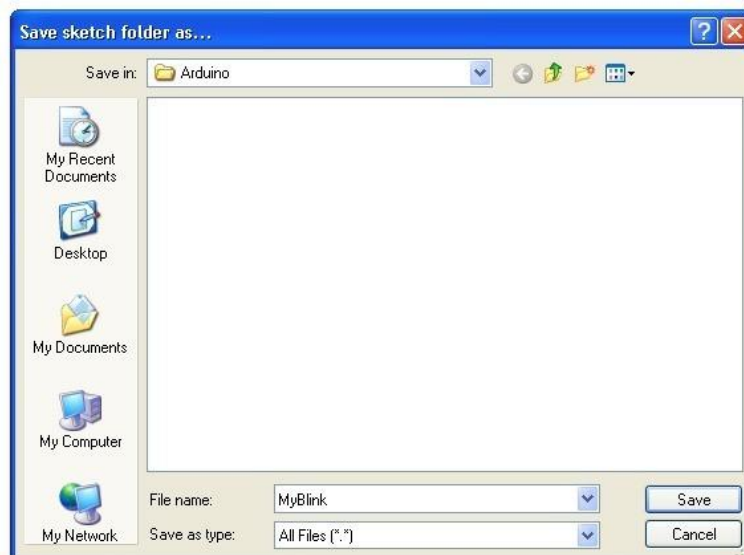 Save sketch folder as...
Save in: Arduino
My Recent
Documents
Desktop
My Documents
My Computer
My Network
File name: MyBlink Save
Save as type: All Files (*.*) Cancel